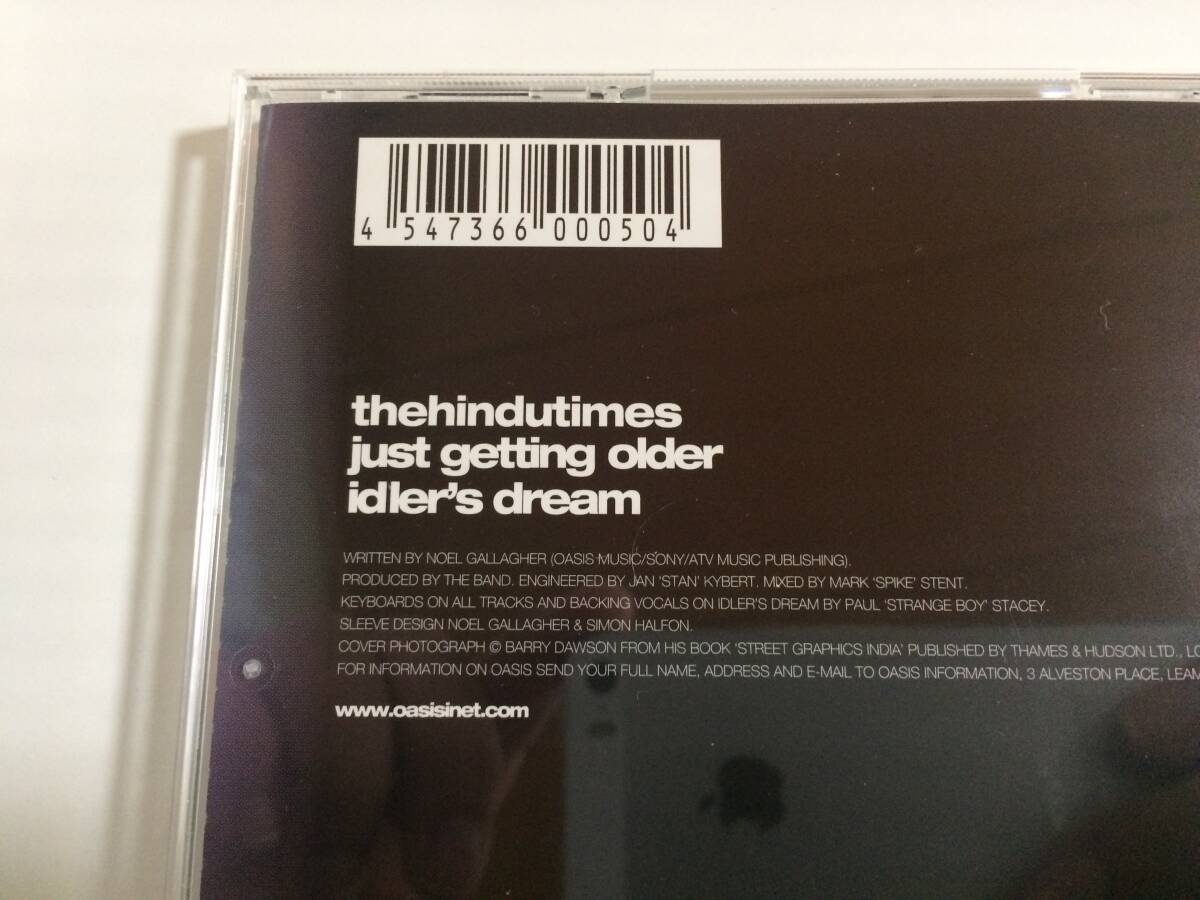 4 547366 000504
thehindutimes
just getting older
idler's dream
WRITTEN BY NOEL GALLAGHER (OASIS MUSIC/SONY/ATV MUSIC PUBLISHING).
PRODUCED BY THE BAND. ENGINEERED BY JAN 'STAN' KYBERT. MIXED BY MARK 'SPIKE' STENT.
KEYBOARDS ON ALL TRACKS AND BACKING VOCALS ON IDLER'S DREAM BY PAUL 'STRANGE BOY' STACEY.
SLEEVE DESIGN NOEL GALLAGHER & SIMON HALFON.
COVER PHOTOGRAPH © BARRY DAWSON FROM HIS BOOK 'STREET GRAPHICS INDIA' PUBLISHED BY THAMES & HUDSON LTD., LO
FOR INFORMATION ON OASIS SEND YOUR FULL NAME, ADDRESS AND E-MAIL TO OASIS INFORMATION, 3 ALVESTON PLACE, LEAM
www.oasisinet.com